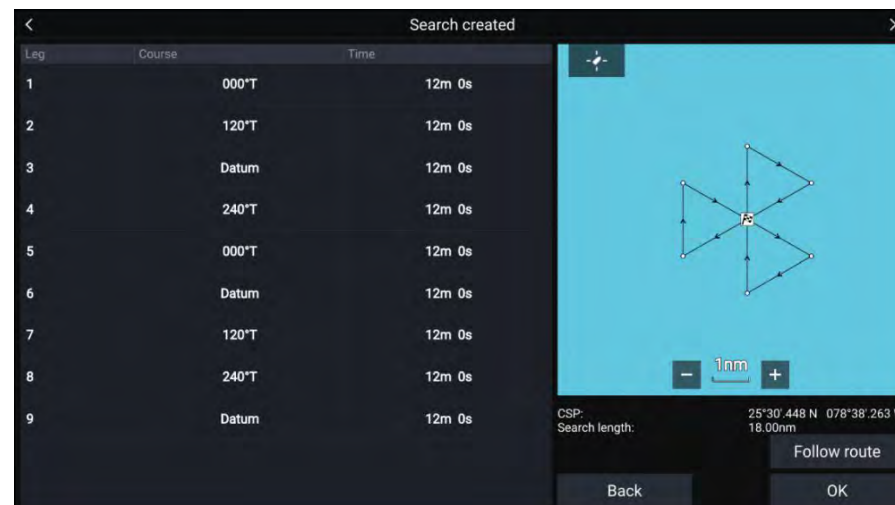 Search created
Leg Course Time
1 000°T 12m 0s
2 120°T 12m 0s
3 Datum 12m 0s
4 240°T 12m 0s
5 000°T 12m 0s
6 Datum 12m 0s
7 120°T 12m 0s
8 240°T 12m 0s
9 Datum 12m 0s
1nm
CSP: 25°30'.448 N 078°38'.263
Search length: 18.00nm
Follow route
Back OK